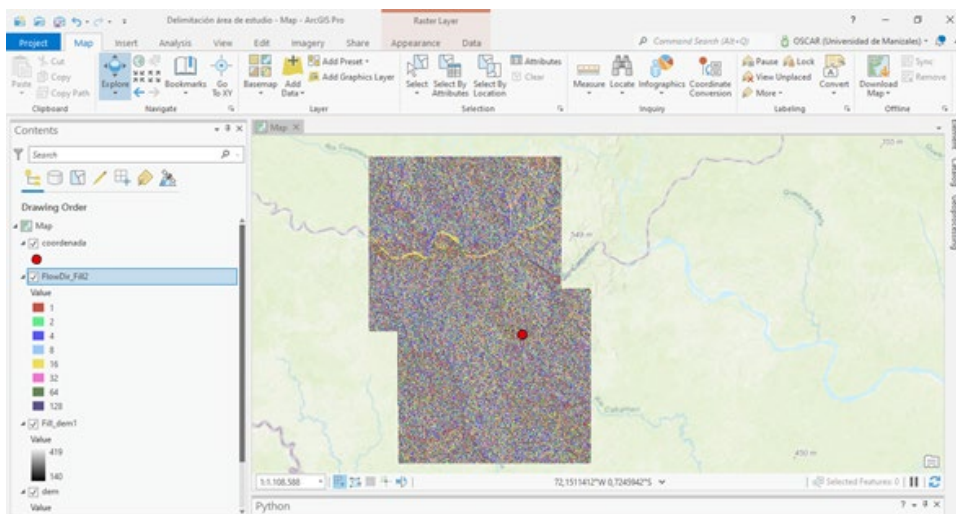 Delimitación área de estudio - Map - ArcGIS Pro
Raster Layer
?
Project Map Insert Analysis View Edit Imagery Share Appearance Data
Command Search (Alt+Q)
OSCAR (Universidad de Manizales)
Paste
Cut
Copy
Copy Path
Clipboard
Explore
Bookmarks
Go To XY
Navigate
Basemap
Add Data
Add Preset
Add Graphics Layer
Layer
Select
Select By Attributes
Select By Location
Attributes
Clear
Selection
Measure
Locate
Infographics
Coordinate Conversion
Inquiry
Pause
Lock
View Unplaced
More
Convert
Labeling
Download Map
Sync
Remove
Offline
Contents
Search
Drawing Order
Map
coordenada
FlowDir_Fill2
Value
1
2
4
8
16
32
64
128
Fill_dem1
Value
419
140
dem
Value
Map
549 m
450 m
1:1.108.588
72,1511412°W 0,7245942°S
Selected Features: 0
Python
Element
Catalog
Geoprocessing